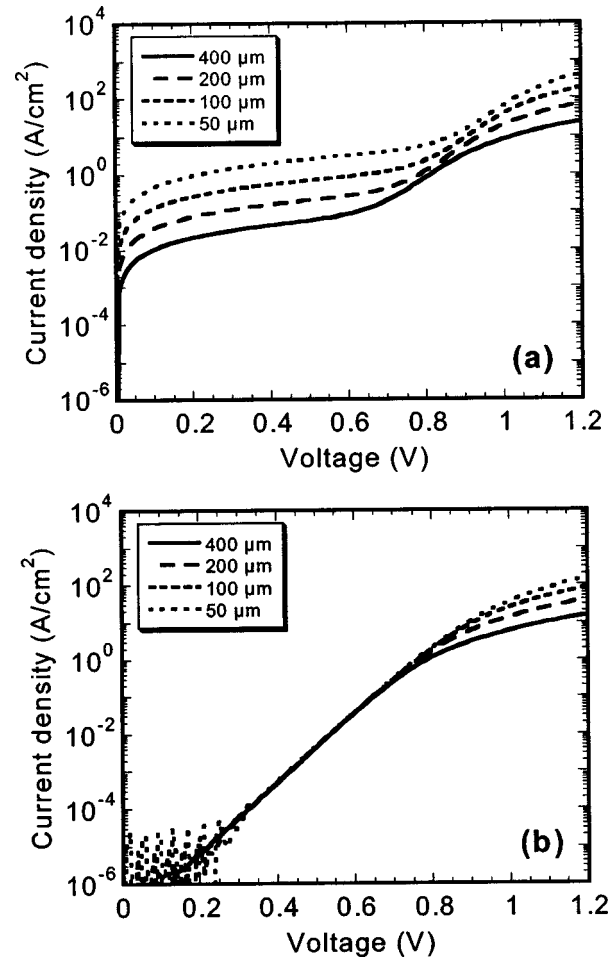 10^4
10^2
10^0
10^-2
10^-4
10^-6
Current density (A/cm^2)
400 µm
200 µm
100 µm
50 µm
(a)
0 0.2 0.4 0.6 0.8 1 1.2
Voltage (V)
10^4
10^2
10^0
10^-2
10^-4
10^-6
Current density (A/cm^2)
400 µm
200 µm
100 µm
50 µm
(b)
0 0.2 0.4 0.6 0.8 1 1.2
Voltage (V)